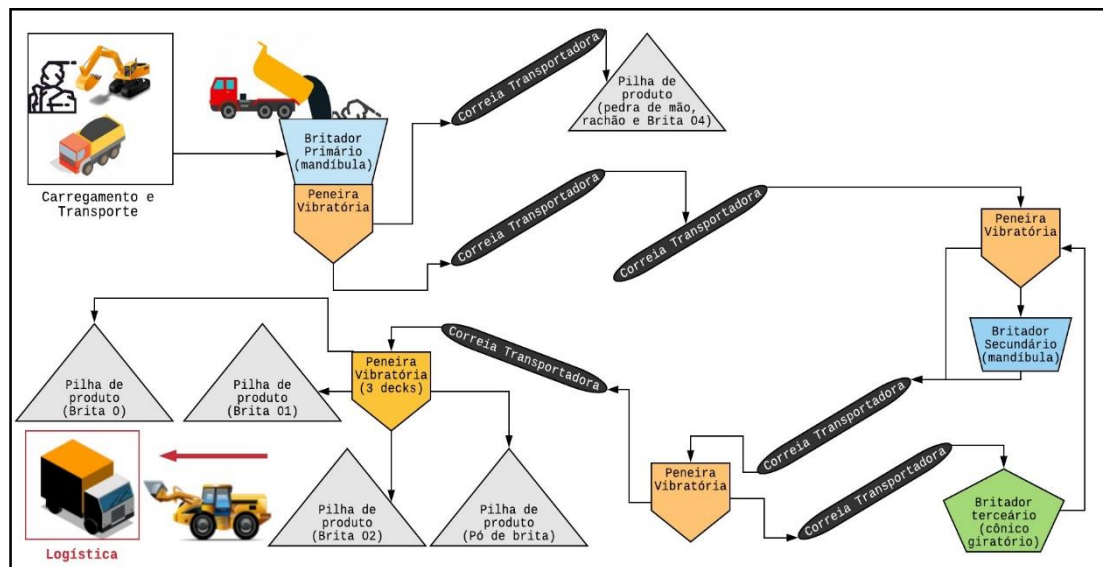 Carregamento e
Transporte
Britador
Primário
(mandíbula)
Peneira
Vibratória
Correia Transportadora
Pilha de
produto
(pedra de mão,
rachão e Brita 04)
Correia Transportadora
Correia Transportadora
Peneira
Vibratória
Britador
Secundário
(mandíbula)
Correia Transportadora
Peneira
Vibratória
Correia Transportadora
Britador
terceário
(cônico
giratório)
Correia Transportadora
Peneira
Vibratória
(3 decks)
Pilha de
produto
(Brita 0)
Pilha de
produto
(Brita 01)
Pilha de
produto
(Brita 02)
Pilha de
produto
(Pó de brita)
Logística